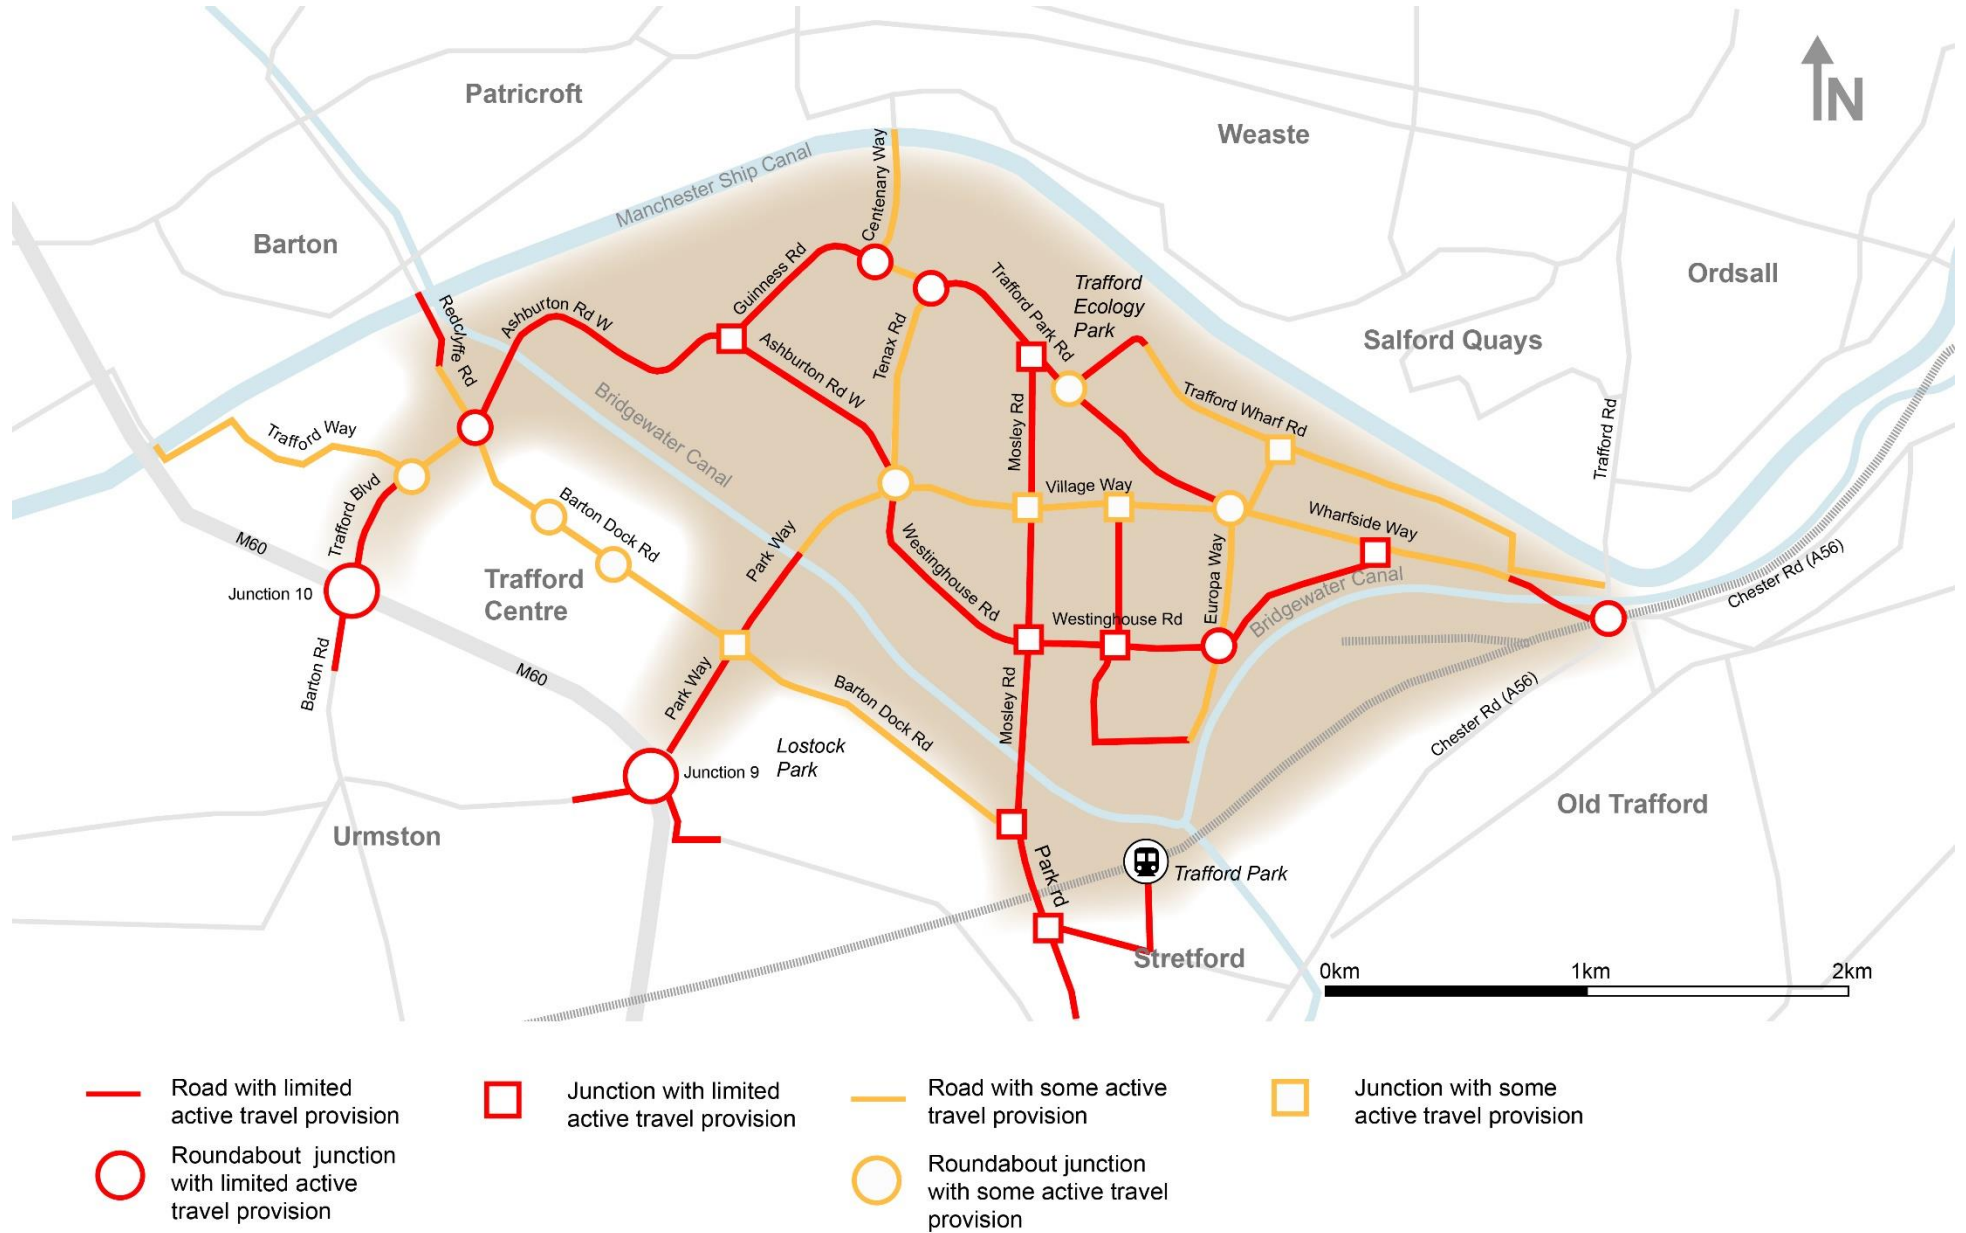 Patricroft
Weaste
N
Manchester Ship Canal
Centenary Way
Barton
Ordsall
Guinness Rd
Trafford Park Rd
Trafford
Ecology
Park
Redclyffe Rd
Ashburton Rd W
Salford Quays
Ashburton Rd W
Tenax Rd
Bridgewater Canal
Trafford Wharf Rd
Trafford Rd
Trafford Way
Mosley Rd
Village Way
Trafford Blvd
Barton Dock Rd
Wharfside Way
M60
Park Way
Westinghouse Rd
Europa Way
Chester Rd (A56)
Junction 10
Trafford
Centre
Bridgewater Canal
Westinghouse Rd
Barton Rd
M60
Park Way
Barton Dock Rd
Mosley Rd
Chester Rd (A56)
Lostock
Park
Junction 9
Old Trafford
Urmston
Park rd
Trafford Park
Stretford
0km
1km
2km
Road with limited
active travel provision
Junction with limited
active travel provision
Road with some active
travel provision
Junction with some
active travel provision
Roundabout junction
with limited active
travel provision
Roundabout junction
with some active travel
provision